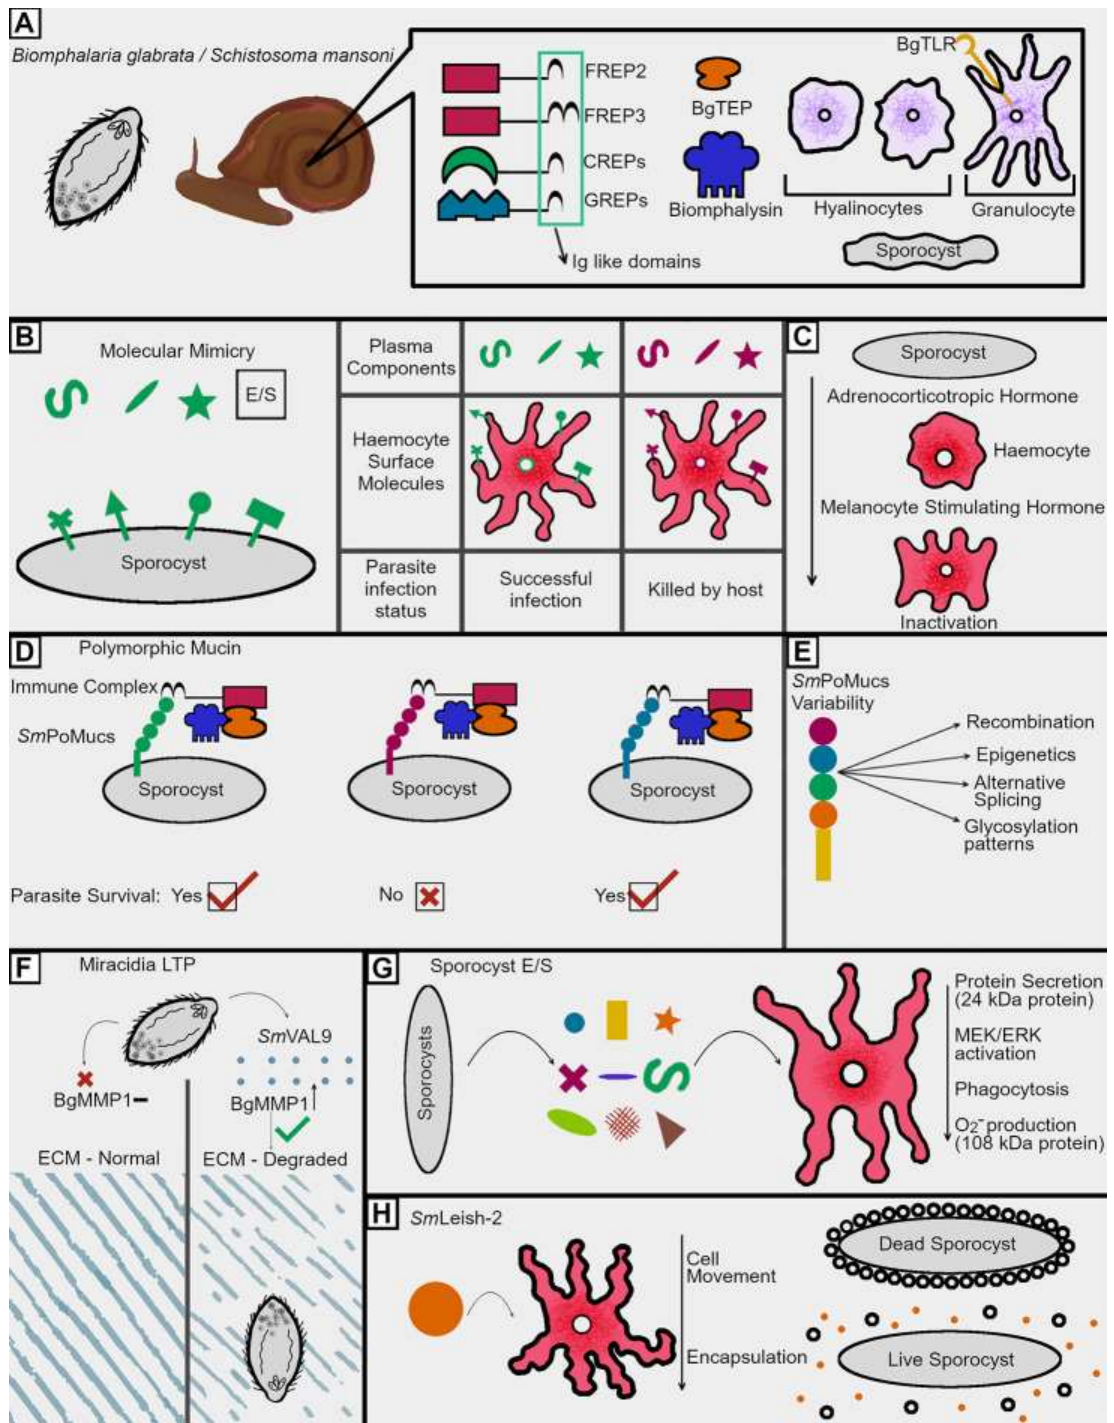 A
Biomphalaria glabrata / Schistosoma mansoni
FREP2
FREP3
CREPs
GREPs
Ig like domains
BgTEP
Biomphalysin
BgTLR
Hyalinocytes
Granulocyte
Sporocyst
B
Molecular Mimicry
E/S
Sporocyst
Plasma
Components
Haemocyte
Surface
Molecules
Parasite
infection
status
Successful
infection
Killed by host
C
Sporocyst
Adrenocorticotropic Hormone
Haemocyte
Melanocyte Stimulating Hormone
Inactivation
D
Polymorphic Mucin
Immune Complex
SmPoMucs
Sporocyst
Sporocyst
Sporocyst
Parasite Survival: Yes
No
Yes
E
SmPoMucs
Variability
Recombination
Epigenetics
Alternative
Splicing
Glycosylation
patterns
F
Miracidia LTP
SmVAL9
BgMMP1
BgMMP1
ECM - Normal
ECM - Degraded
G
Sporocyst E/S
Sporocysts
Protein Secretion
(24 kDa protein)
MEK/ERK
activation
Phagocytosis
O2- production
(108 kDa protein)
H
SmLeish-2
Cell
Movement
Encapsulation
Dead Sporocyst
Live Sporocyst